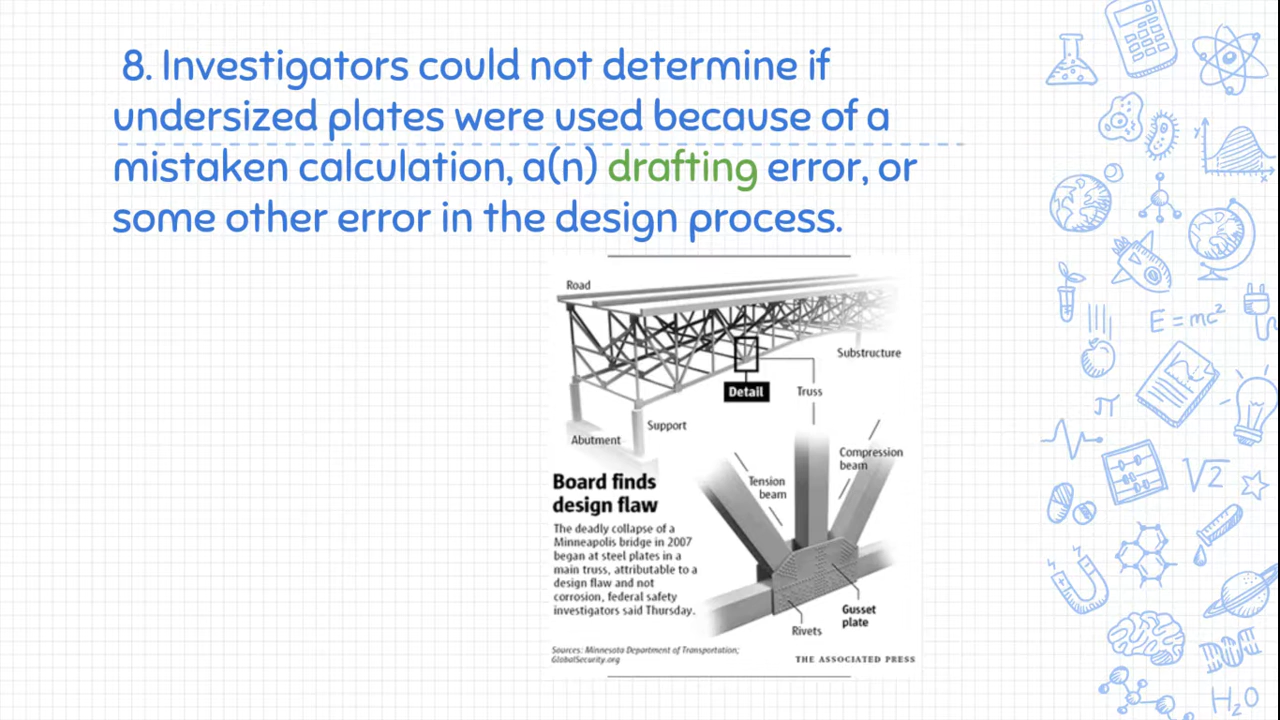 8. Investigators could not determine if
undersized plates were used because of a
mistaken calculation, a(n) drafting error, or
some other error in the design process.
Road
Substructure
Detail
Truss
Support
Abutment
Compression
beam
Tension
beam
Board finds
design flaw
The deadly collapse of a
Minneapolis bridge in 2007
began at steel plates in a
main truss, attributable to a
design flaw and not
corrosion, federal safety
investigators said Thursday.
Gusset
plate
Rivets
Sources: Minnesota Department of Transportation;
GlobalSecurity.org
THE ASSOCIATED PRESS
y
x
E = mc²
π
√2
H₂O